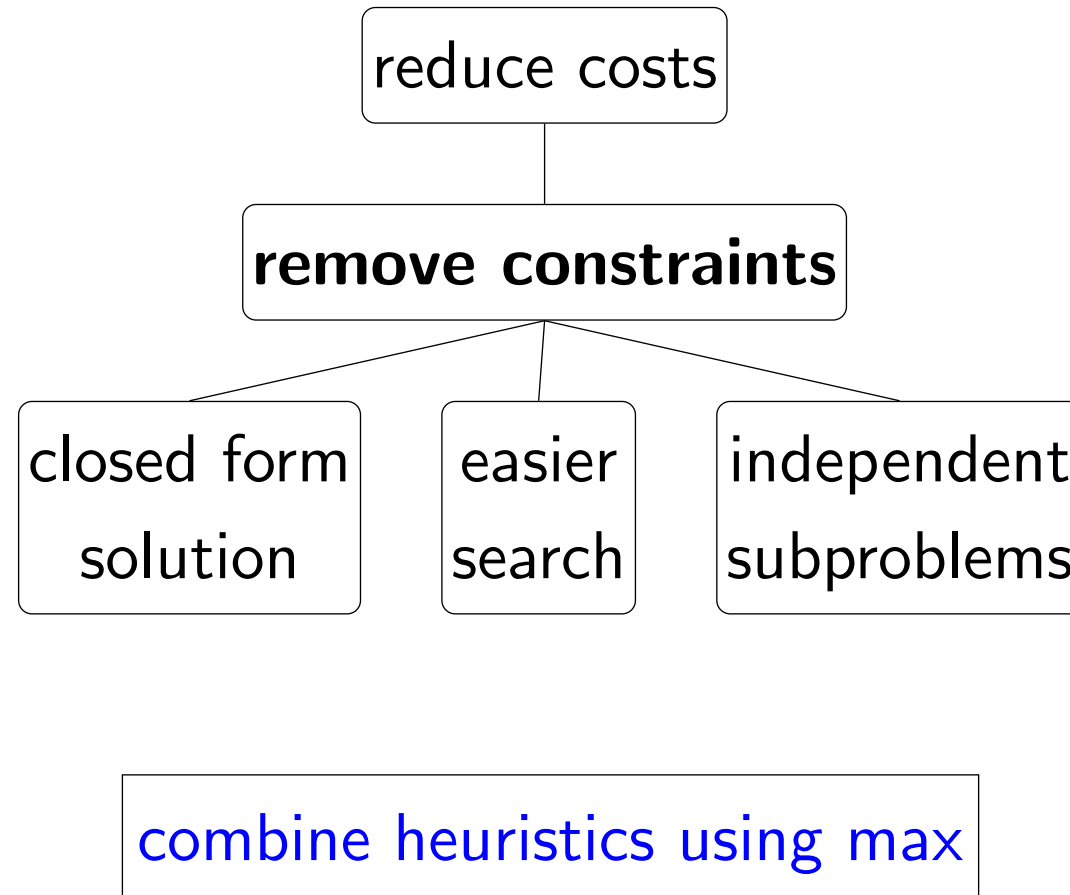 reduce costs
remove constraints
closed form
solution
easier
search
independent
subproblems
combine heuristics using max